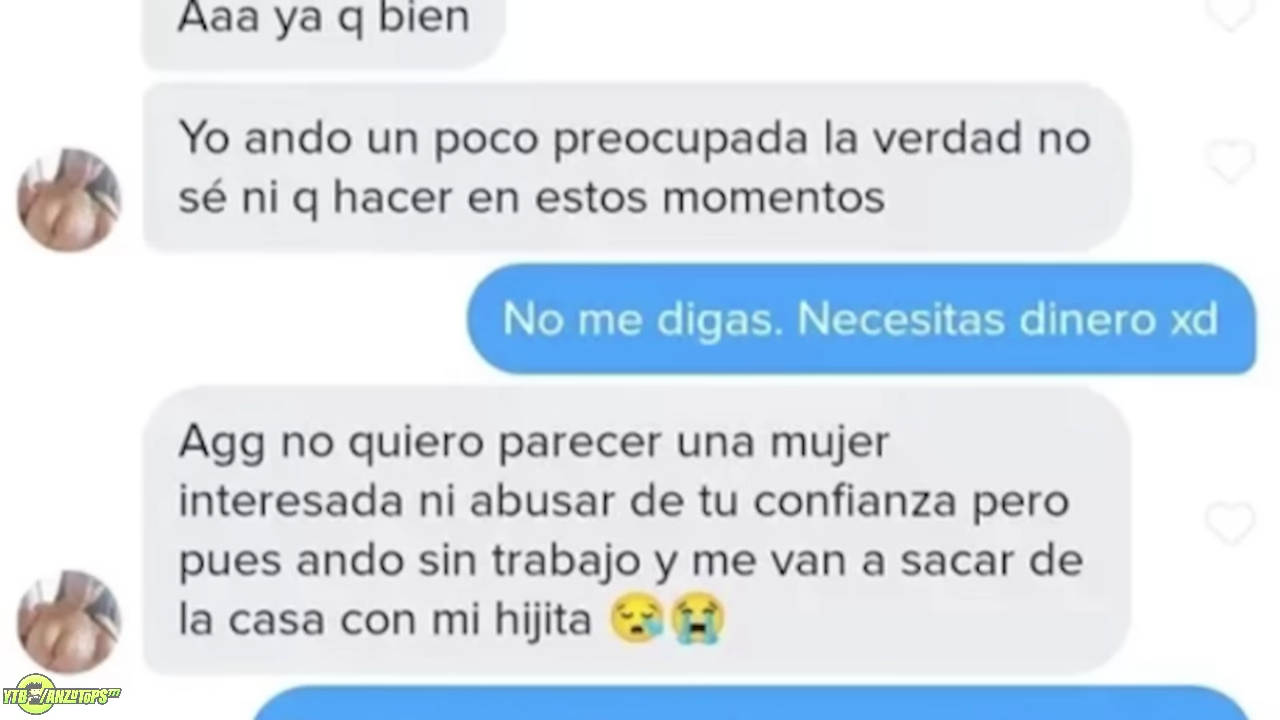 Aaa ya q bien
Yo ando un poco preocupada la verdad no
sé ni q hacer en estos momentos
No me digas. Necesitas dinero xd
Agg no quiero parecer una mujer
interesada ni abusar de tu confianza pero
pues ando sin trabajo y me van a sacar de
la casa con mi hijita 😪😭